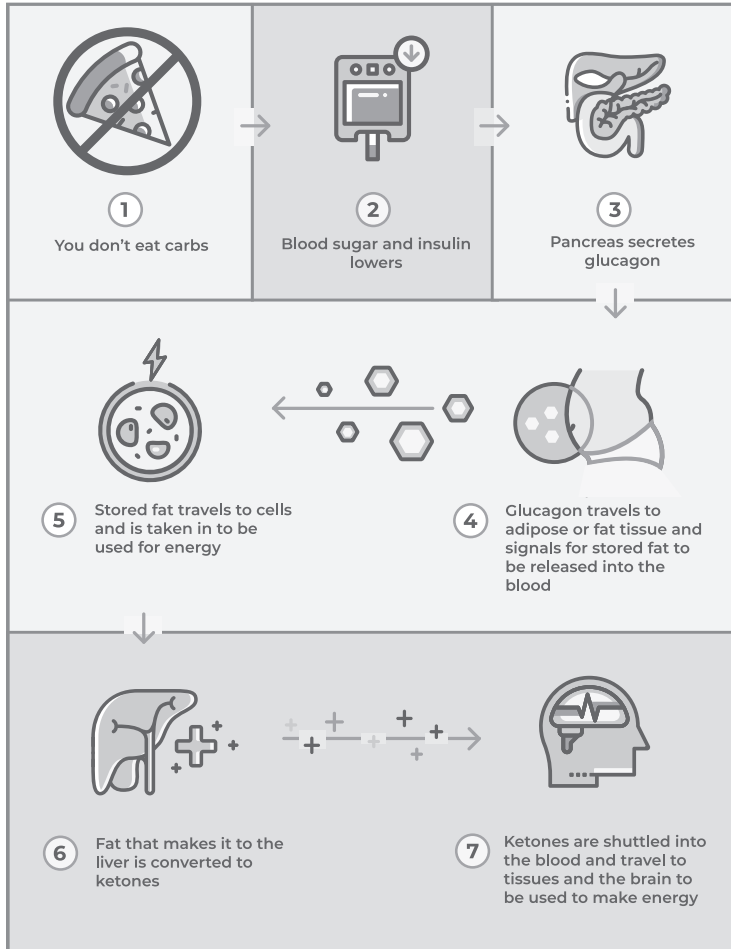 1
You don't eat carbs
2
Blood sugar and insulin
lowers
3
Pancreas secretes
glucagon
4
Glucagon travels to
adipose or fat tissue and
signals for stored fat to
be released into the
blood
5
Stored fat travels to cells
and is taken in to be
used for energy
6
Fat that makes it to the
liver is converted to
ketones
7
Ketones are shuttled into
the blood and travel to
tissues and the brain to
be used to make energy